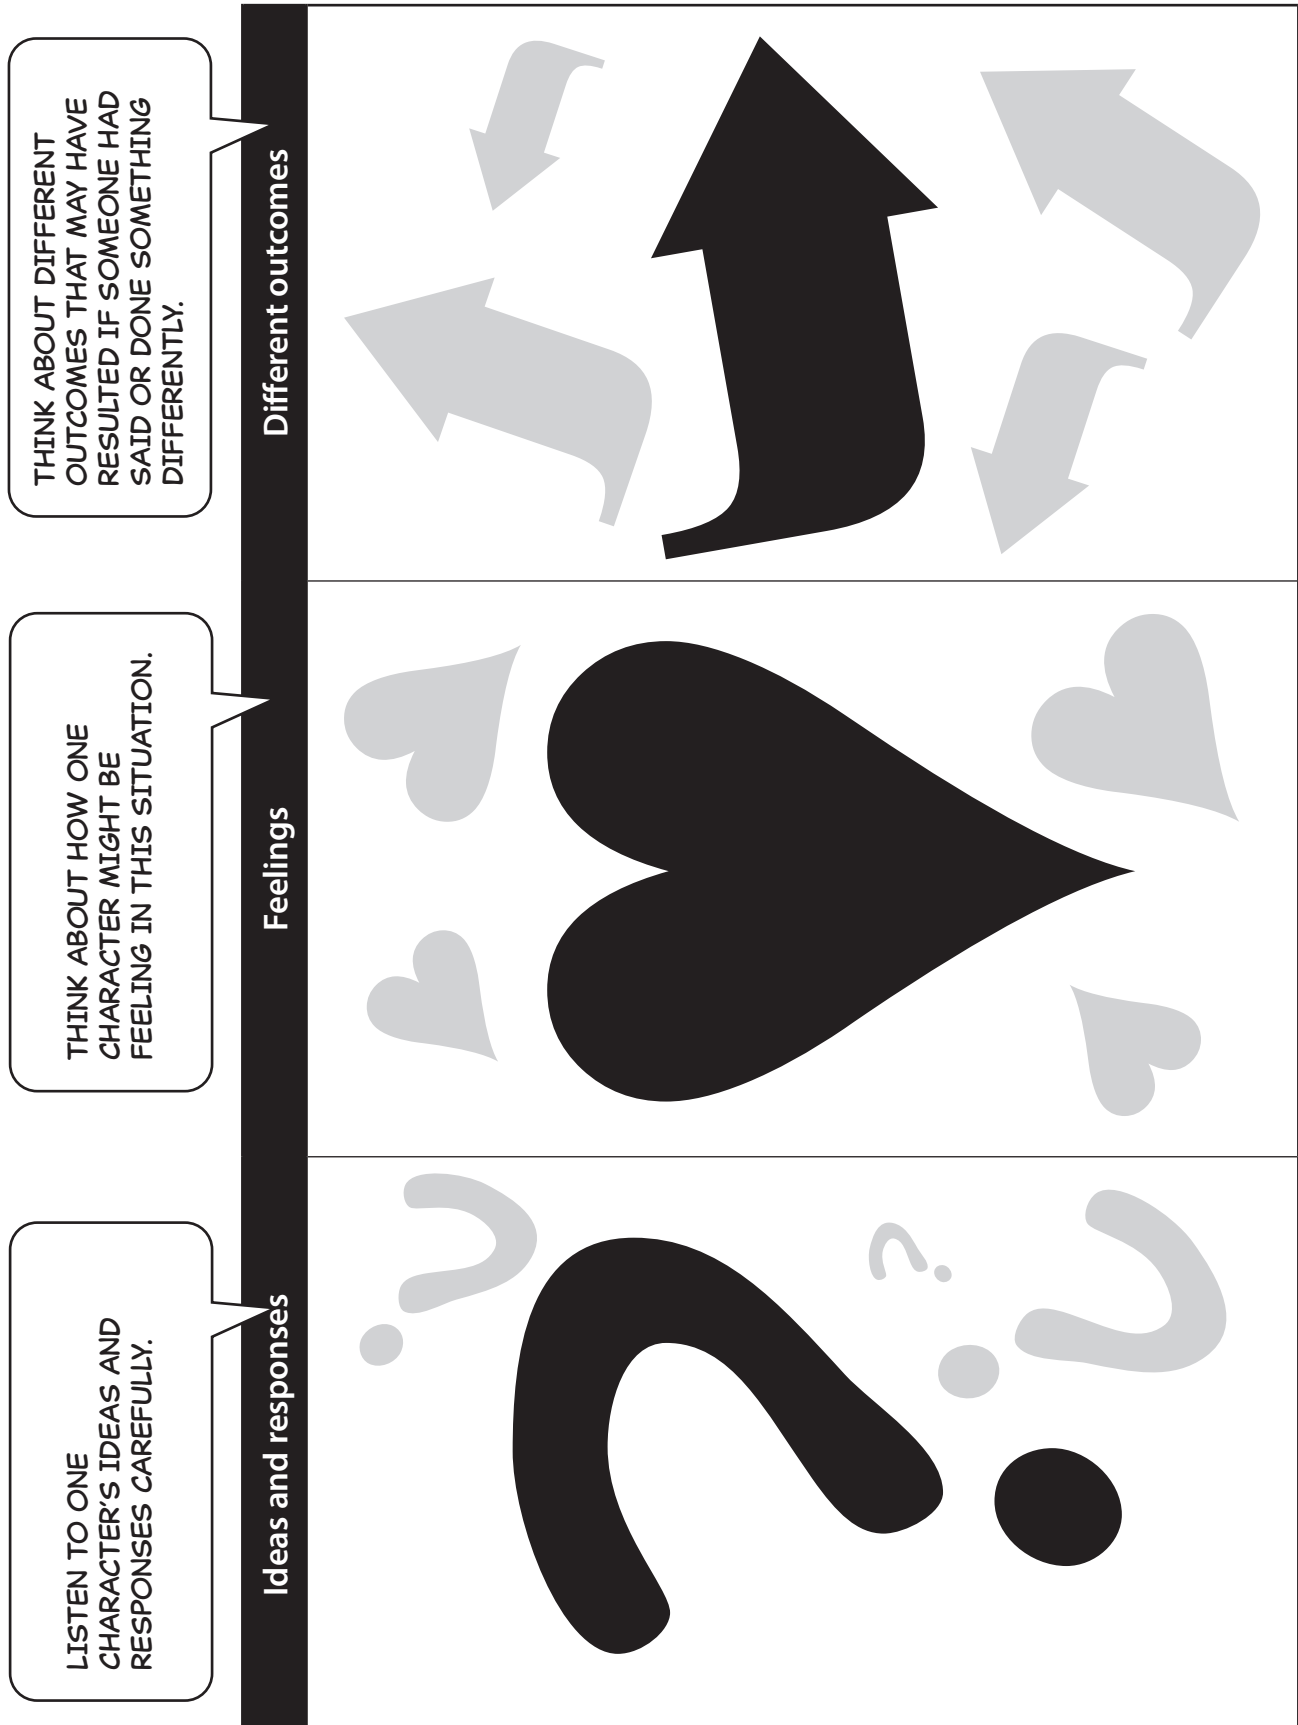 LISTEN TO ONE
CHARACTER'S IDEAS AND
RESPONSES CAREFULLY.
Ideas and responses
THINK ABOUT HOW ONE
CHARACTER MIGHT BE
FEELING IN THIS SITUATION.
Feelings
THINK ABOUT DIFFERENT
OUTCOMES THAT MAY HAVE
RESULTED IF SOMEONE HAD
SAID OR DONE SOMETHING
DIFFERENTLY.
Different outcomes